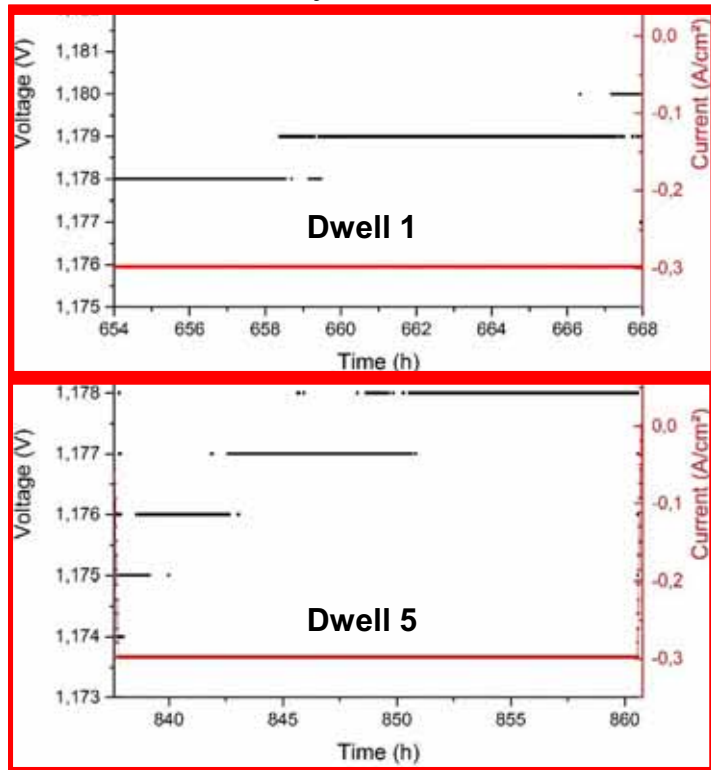 Voltage (V)
1,181
1,180
1,179
1,178
1,177
1,176
1,175
Dwell 1
0,0
-0,1
-0,2
-0,3
Current (A/cm²)
654 656 658 660 662 664 666 668
Time (h)
Voltage (V)
1,178
1,177
1,176
1,175
1,174
1,173
Dwell 5
0,0
-0,1
-0,2
-0,3
Current (A/cm²)
840 845 850 855 860
Time (h)